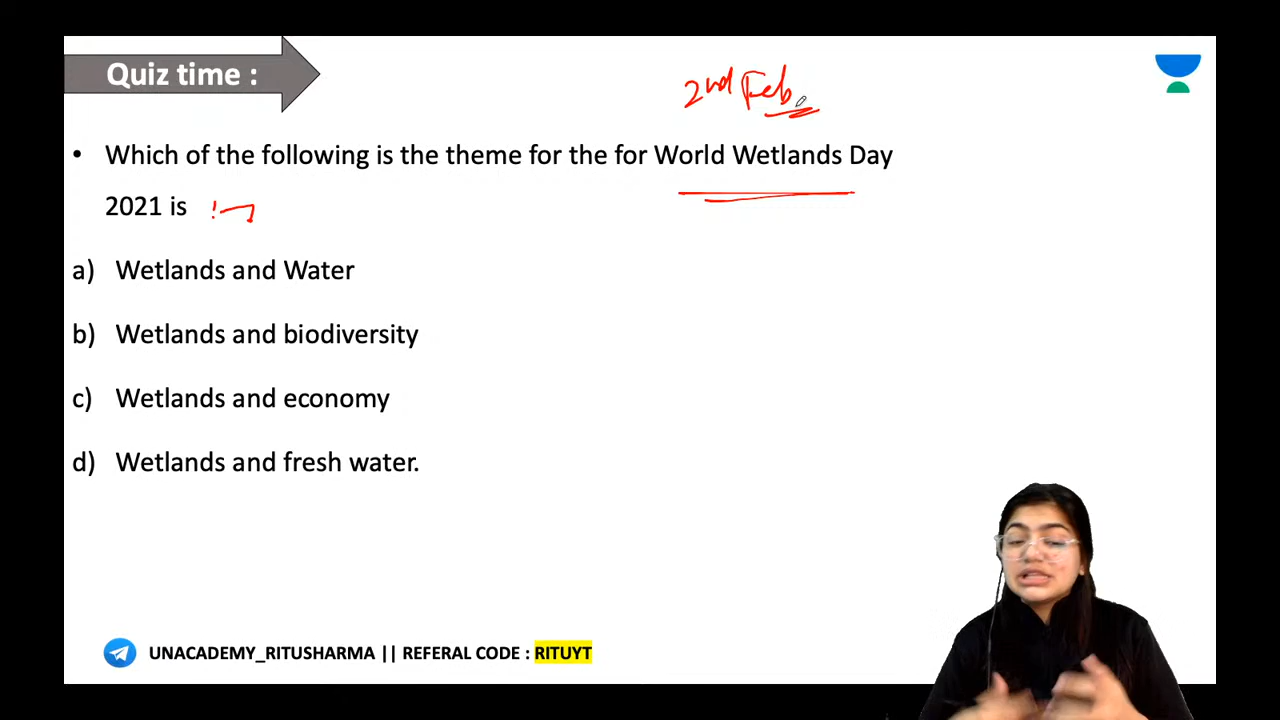 Quiz time :
2nd Feb
• Which of the following is the theme for the for World Wetlands Day
2021 is
a) Wetlands and Water
b) Wetlands and biodiversity
c) Wetlands and economy
d) Wetlands and fresh water.
UNACADEMY_RITUSHARMA || REFERAL CODE : RITUYT